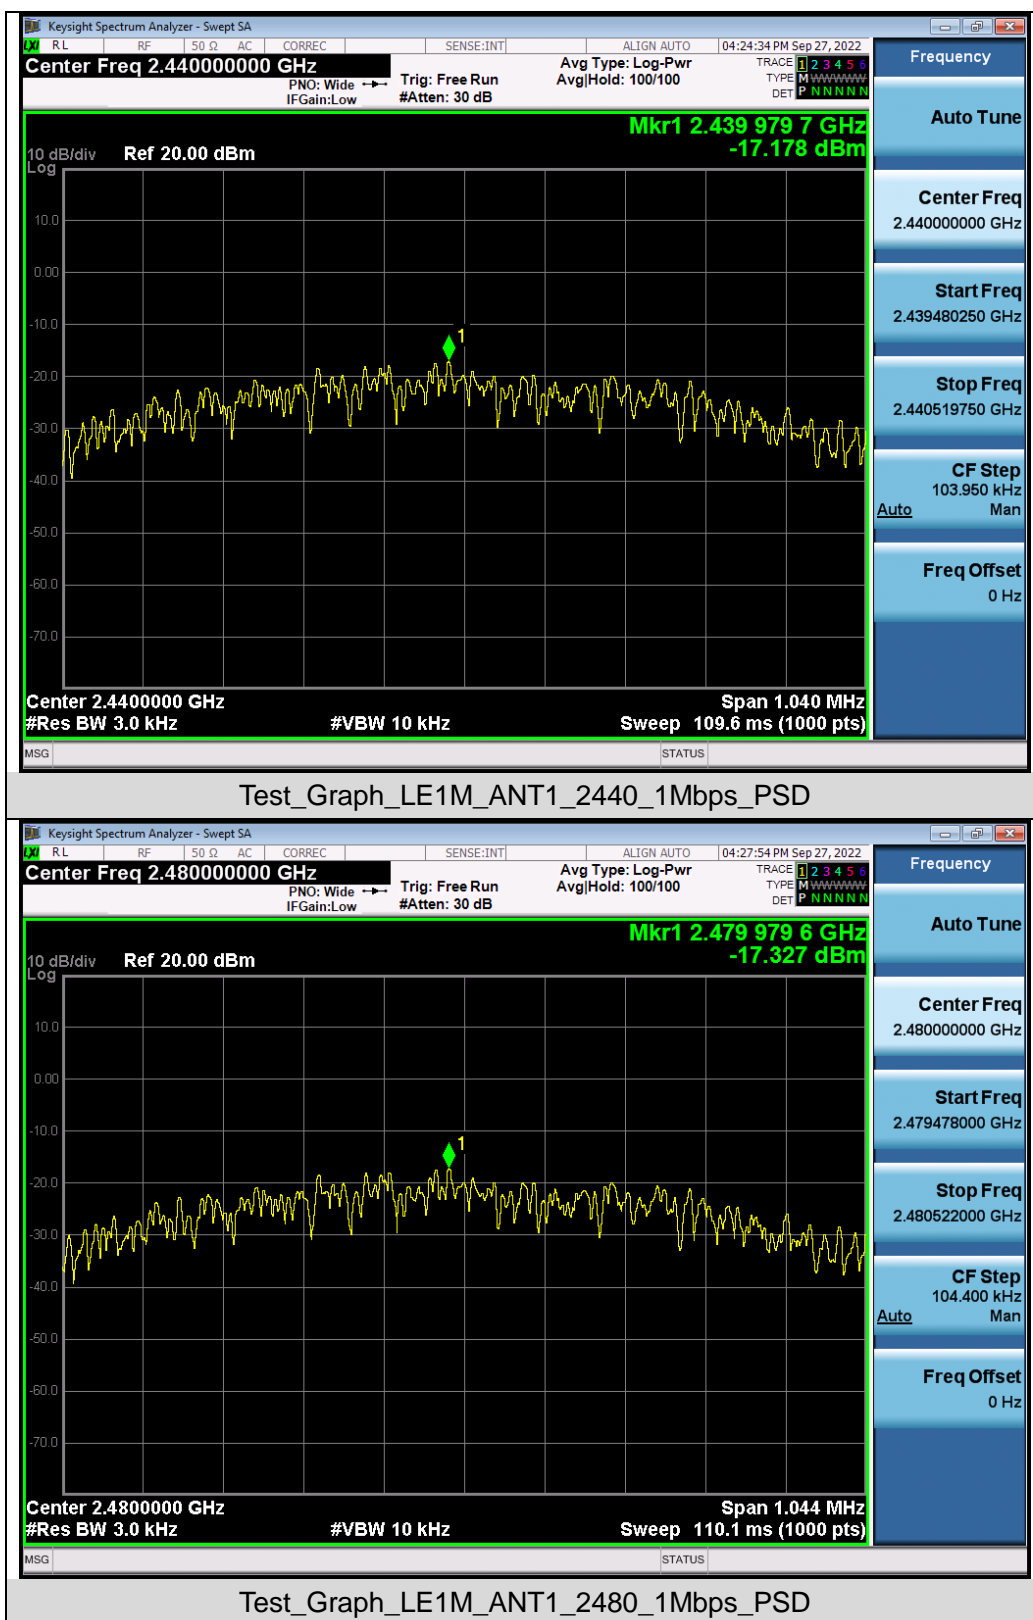 Keysight Spectrum Analyzer - Swept SA
LXI RL RF 50 Ω AC CORREC SENSE:INT ALIGN AUTO 04:24:34 PM Sep 27, 2022
Center Freq 2.440000000 GHz
PNO: Wide
IFGain:Low
Trig: Free Run
#Atten: 30 dB
Avg Type: Log-Pwr
Avg|Hold: 100/100
TRACE 1 2 3 4 5 6
TYPE M WWWWW
DET P N N N N N
Mkr1 2.439 979 7 GHz
-17.178 dBm
10 dB/div Ref 20.00 dBm
Log
10.0
0.00
-10.0
1
-20.0
-30.0
-40.0
-50.0
-60.0
-70.0
Center 2.4400000 GHz Span 1.040 MHz
#Res BW 3.0 kHz #VBW 10 kHz Sweep 109.6 ms (1000 pts)
MSG STATUS
Frequency
Auto Tune
Center Freq
2.440000000 GHz
Start Freq
2.439480250 GHz
Stop Freq
2.440519750 GHz
CF Step
103.950 kHz
Auto Man
Freq Offset
0 Hz
Test_Graph_LE1M_ANT1_2440_1Mbps_PSD
Keysight Spectrum Analyzer - Swept SA
LXI RL RF 50 Ω AC CORREC SENSE:INT ALIGN AUTO 04:27:54 PM Sep 27, 2022
Center Freq 2.480000000 GHz
PNO: Wide
IFGain:Low
Trig: Free Run
#Atten: 30 dB
Avg Type: Log-Pwr
Avg|Hold: 100/100
TRACE 1 2 3 4 5 6
TYPE M WWWWW
DET P N N N N N
Mkr1 2.479 979 6 GHz
-17.327 dBm
10 dB/div Ref 20.00 dBm
Log
10.0
0.00
-10.0
1
-20.0
-30.0
-40.0
-50.0
-60.0
-70.0
Center 2.4800000 GHz Span 1.044 MHz
#Res BW 3.0 kHz #VBW 10 kHz Sweep 110.1 ms (1000 pts)
MSG STATUS
Frequency
Auto Tune
Center Freq
2.480000000 GHz
Start Freq
2.479478000 GHz
Stop Freq
2.480522000 GHz
CF Step
104.400 kHz
Auto Man
Freq Offset
0 Hz
Test_Graph_LE1M_ANT1_2480_1Mbps_PSD